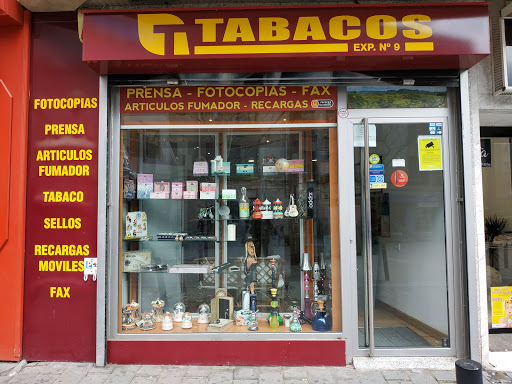 TABACOS
EXP. Nº 9
PRENSA - FOTOCOPIAS - FAX
ARTICULOS FUMADOR - RECARGAS
FOTOCOPIAS
PRENSA
ARTICULOS
FUMADOR
TABACO
SELLOS
RECARGAS
MOVILES
FAX